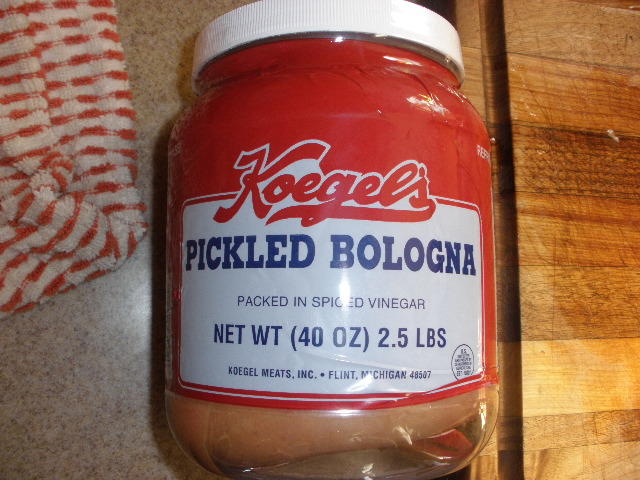 Koegel's
PICKLED BOLOGNA
PACKED IN SPICED VINEGAR
NET WT (40 OZ) 2.5 LBS
KOEGEL MEATS, INC. • FLINT, MICHIGAN 48507